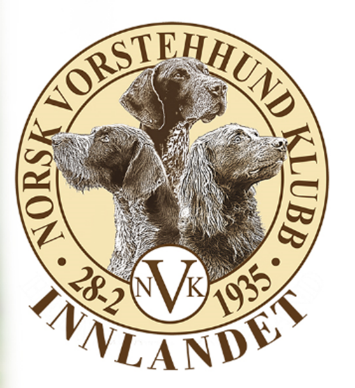 NORSK VORSTEHHUND KLUBB
• 28-2
NVK
1935 •
INNLANDET